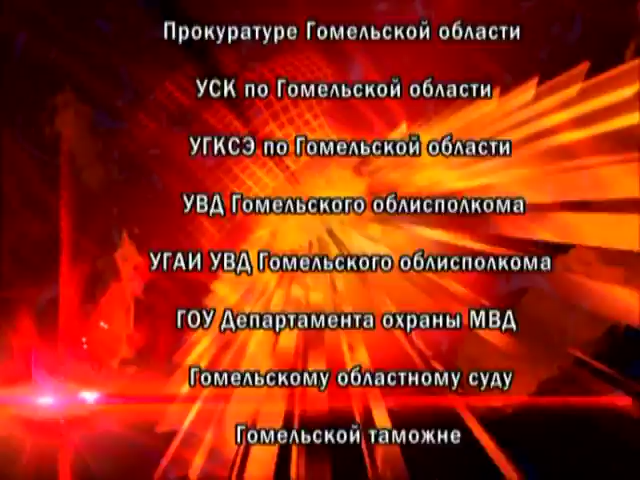 Прокуратуре Гомельской области
УСК по Гомельской области
УГКСЭ по Гомельской области
УВД Гомельского облисполкома
УГАИ УВД Гомельского облисполкома
ГОУ Департамента охраны МВД
Гомельскому областному суду
Гомельской таможне